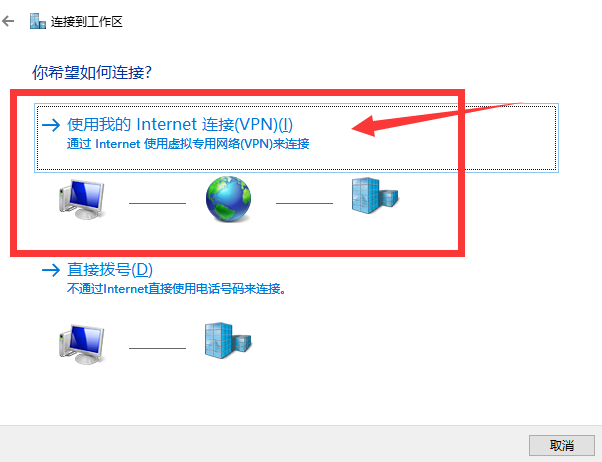 连接到工作区
你希望如何连接?
使用我的 Internet 连接(VPN)(I)
通过 Internet 使用虚拟专用网络(VPN)来连接
直接拨号(D)
不通过Internet直接使用电话号码来连接。
取消